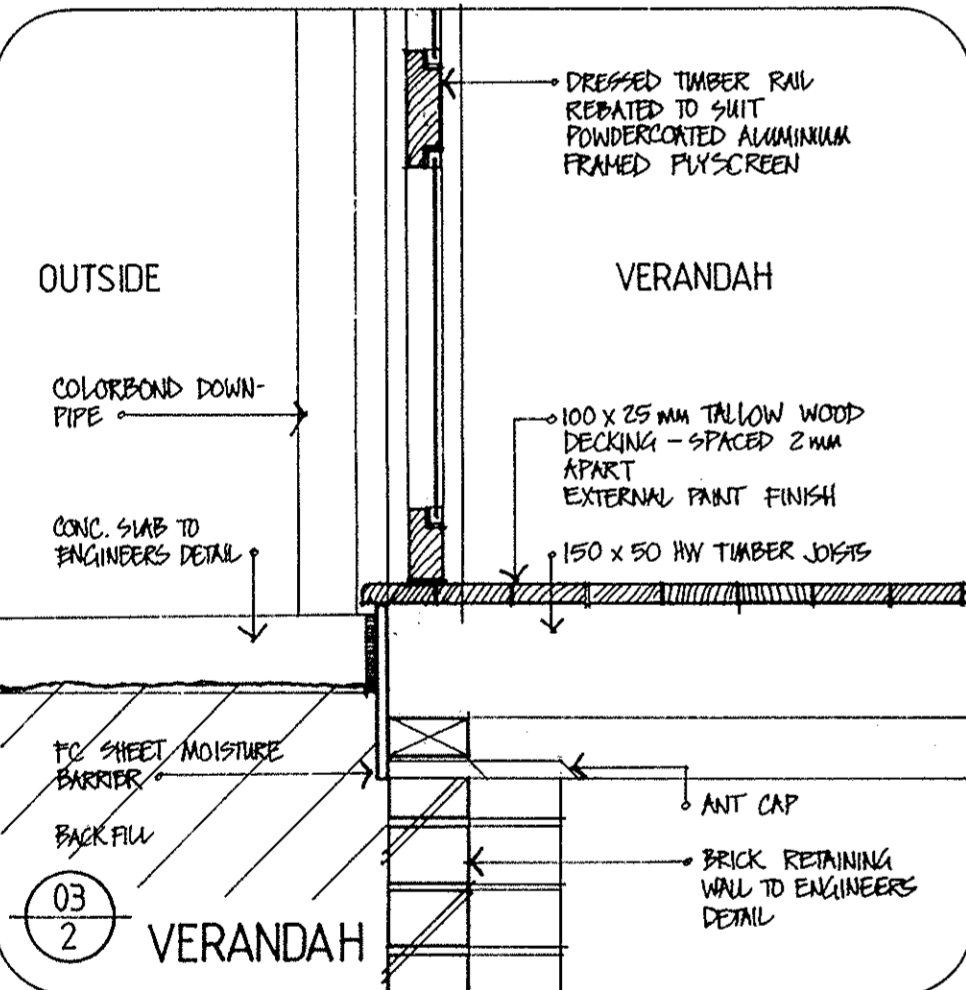 DRESSED TIMBER RAIL
REBATED TO SUIT
POWDERCOATED ALUMINIUM
FRAMED FLYSCREEN
OUTSIDE
VERANDAH
COLORBOND DOWN-
PIPE
100 x 25 mm TALLOW WOOD
DECKING - SPACED 2 mm
APART
EXTERNAL PAINT FINISH
CONC. SLAB TO
ENGINEERS DETAIL
150 x 50 HW TIMBER JOISTS
FC SHEET MOISTURE
BARRIER
ANT CAP
BACK FILL
BRICK RETAINING
WALL TO ENGINEERS
DETAIL
03
2
VERANDAH